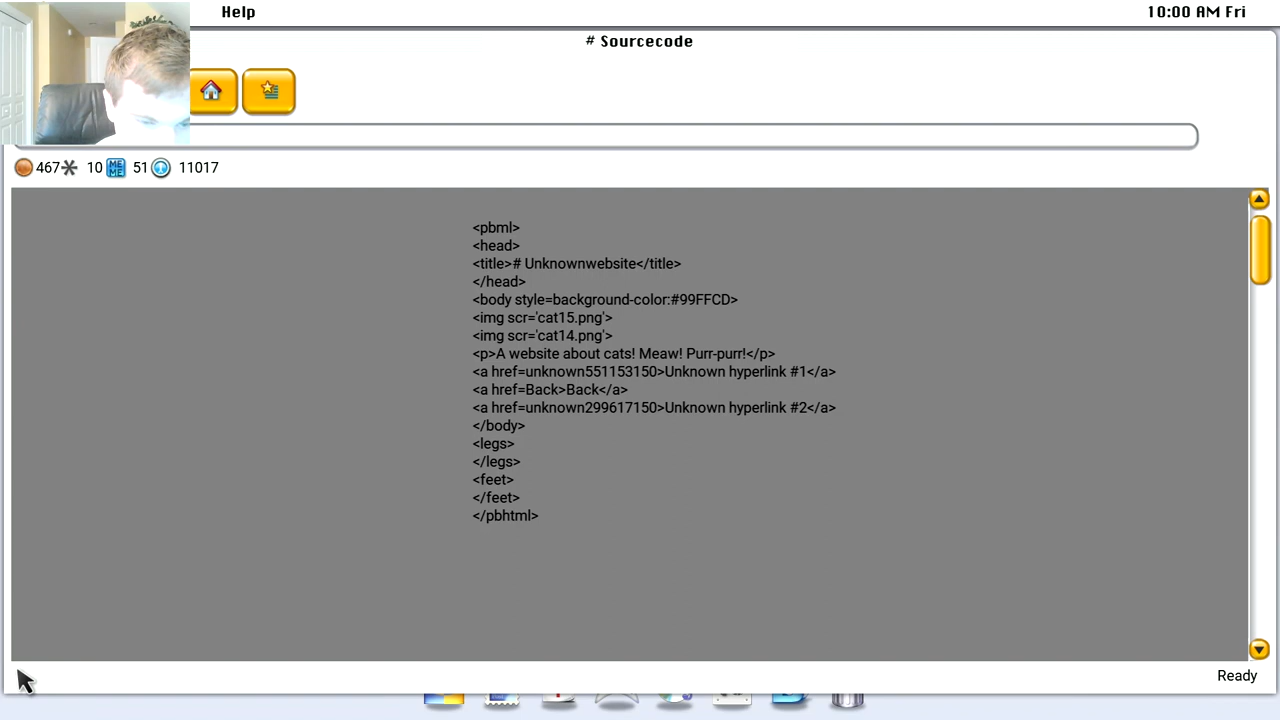 Help
10:00 AM Fri
# Sourcecode
467 10 MEME 51 11017
<pbml>
<head>
<title># Unknownwebsite</title>
</head>
<body style=background-color:#99FFCD>
<img scr='cat15.png'>
<img scr='cat14.png'>
<p>A website about cats! Meaw! Purr-purr!</p>
<a href=unknown551153150>Unknown hyperlink #1</a>
<a href=Back>Back</a>
<a href=unknown299617150>Unknown hyperlink #2</a>
</body>
<legs>
</legs>
<feet>
</feet>
</pbhtml>
Ready